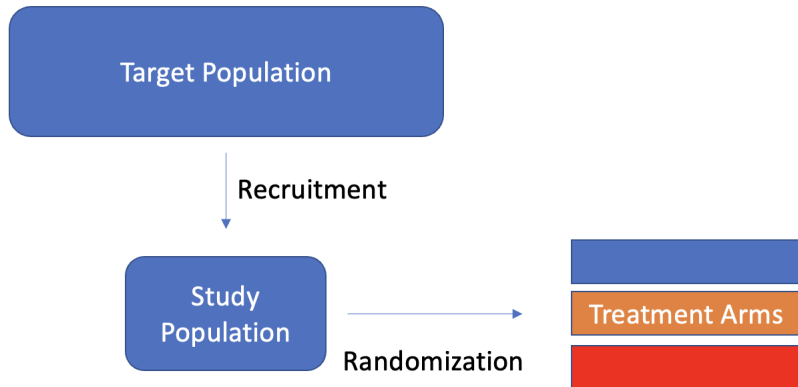 Target Population
Recruitment
Study
Population
Treatment Arms
Randomization